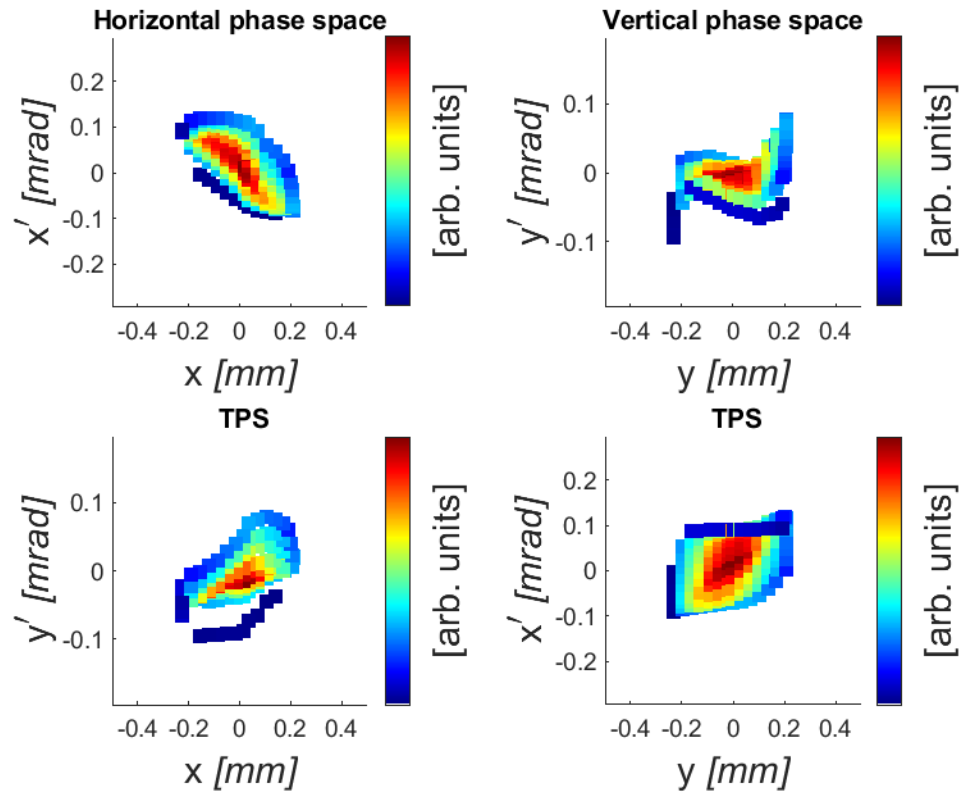 Horizontal phase space
Vertical phase space
0.2
0.1
0
-0.1
-0.2
x′ [mrad]
-0.4 -0.2 0 0.2 0.4
x [mm]
[arb. units]
0.1
0
-0.1
y′ [mrad]
-0.4 -0.2 0 0.2 0.4
y [mm]
[arb. units]
TPS
TPS
0.1
0
-0.1
y′ [mrad]
-0.4 -0.2 0 0.2 0.4
x [mm]
[arb. units]
0.2
0.1
0
-0.1
-0.2
x′ [mrad]
-0.4 -0.2 0 0.2 0.4
y [mm]
[arb. units]